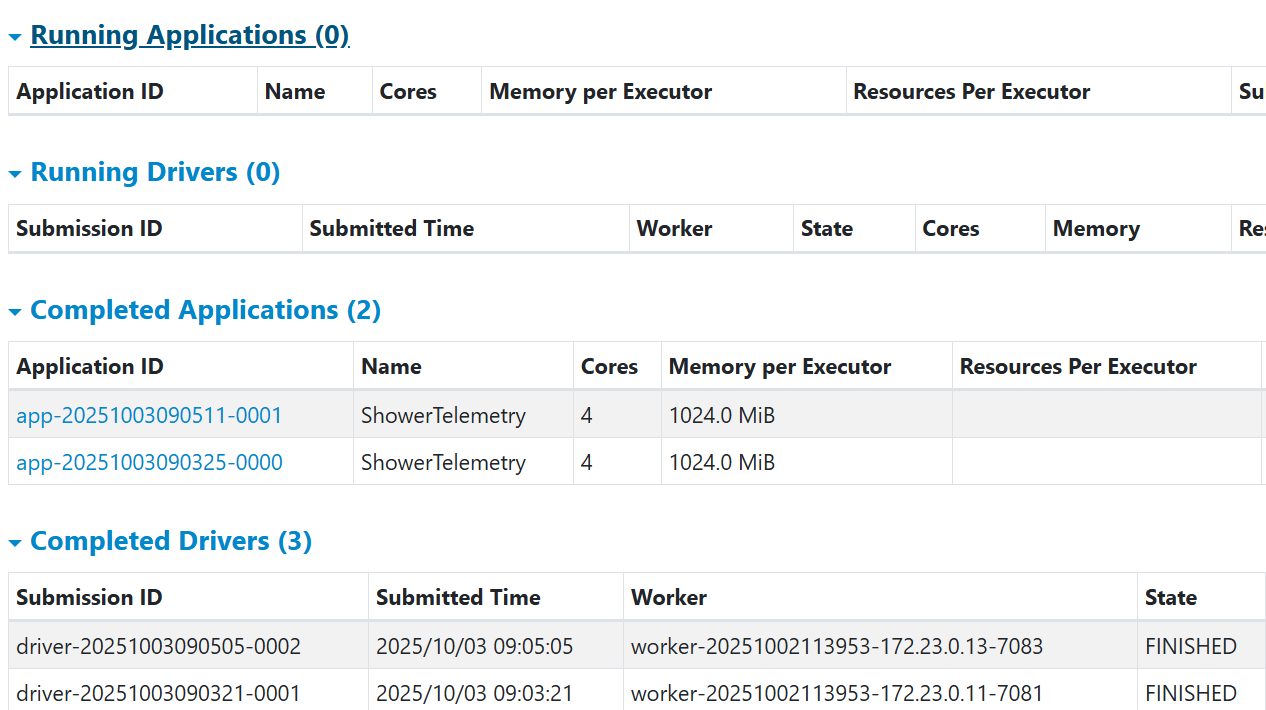 Running Applications (0)
Application ID Name Cores Memory per Executor Resources Per Executor
Running Drivers (0)
Submission ID Submitted Time Worker State Cores Memory
Completed Applications (2)
Application ID Name Cores Memory per Executor Resources Per Executor
app-20251003090511-0001 ShowerTelemetry 4 1024.0 MiB
app-20251003090325-0000 ShowerTelemetry 4 1024.0 MiB
Completed Drivers (3)
Submission ID Submitted Time Worker State
driver-20251003090505-0002 2025/10/03 09:05:05 worker-20251002113953-172.23.0.13-7083 FINISHED
driver-20251003090321-0001 2025/10/03 09:03:21 worker-20251002113953-172.23.0.11-7081 FINISHED